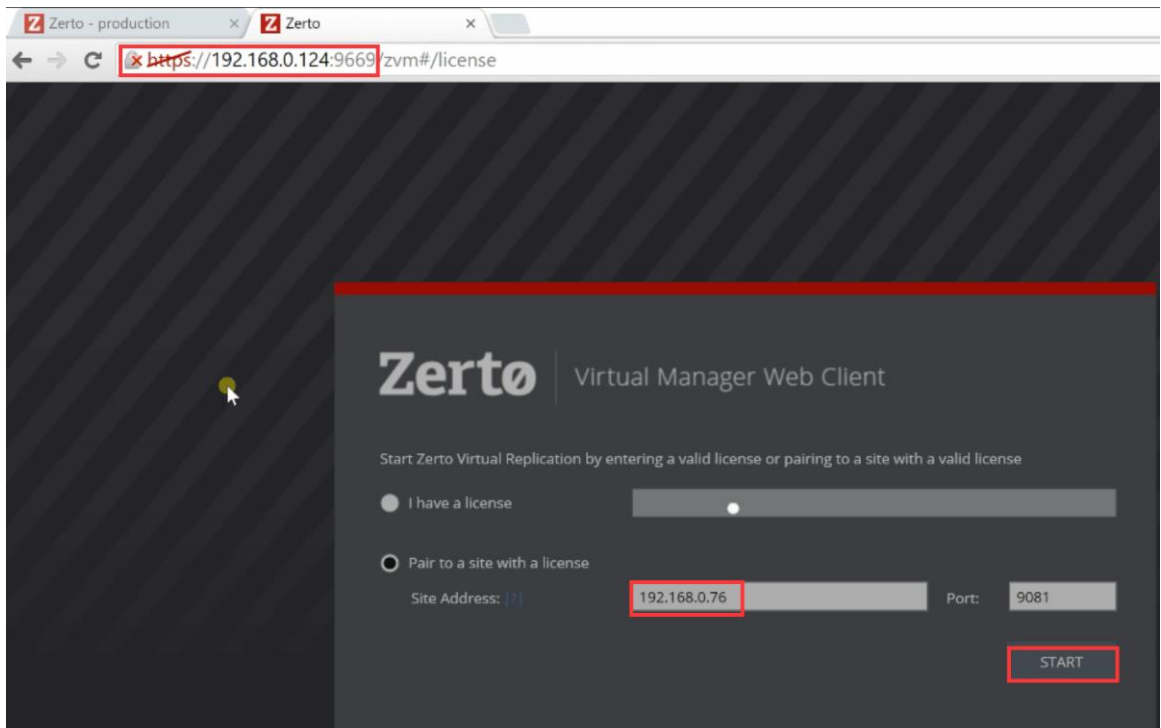 Z Zerto - production × Z Zerto ×
https://192.168.0.124:9669/zvm#/license
Zertø Virtual Manager Web Client
Start Zerto Virtual Replication by entering a valid license or pairing to a site with a valid license
I have a license
Pair to a site with a license
Site Address: [?] 192.168.0.76 Port: 9081
START